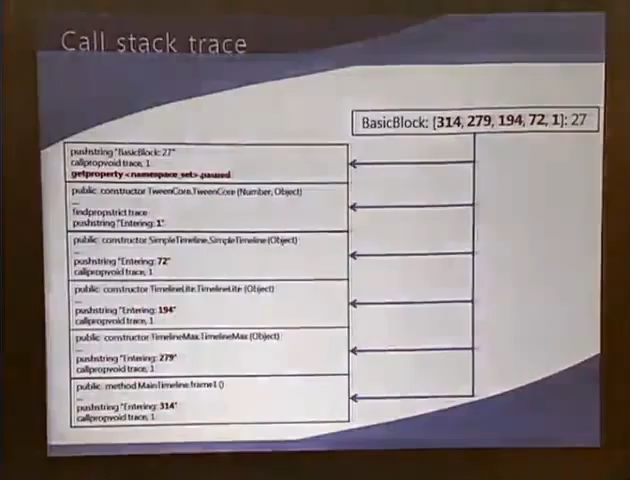 Call stack trace
BasicBlock: [314, 279, 194, 72, 1]: 27
pushstring "BasicBlock: 27"
callpropvoid trace, 1
getproperty <namespace_set>.paused
public constructor TweenCore.TweenCore (Number, Object)
...
findpropstrict trace
pushstring "Entering: 1"
public constructor SimpleTimeline.SimpleTimeline (Object)
...
pushstring "Entering: 72"
callpropvoid trace, 1
public constructor TimelineLite.TimelineLite (Object)
...
pushstring "Entering: 194"
callpropvoid trace, 1
public constructor TimelineMax.TimelineMax (Object)
...
pushstring "Entering: 279"
callpropvoid trace, 1
public method MainTimeline.frame1 ()
...
pushstring "Entering: 314"
callpropvoid trace, 1